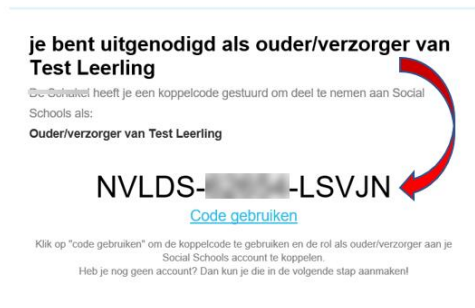 je bent uitgenodigd als ouder/verzorger van
Test Leerling
De Schakel heeft je een koppelcode gestuurd om deel te nemen aan Social
Schools als:
Ouder/verzorger van Test Leerling
NVLDS- -LSVJN
Code gebruiken
Klik op "code gebruiken" om de koppelcode te gebruiken en de rol als ouder/verzorger aan je
Social Schools account te koppelen.
Heb je nog geen account? Dan kun je die in de volgende stap aanmaken!